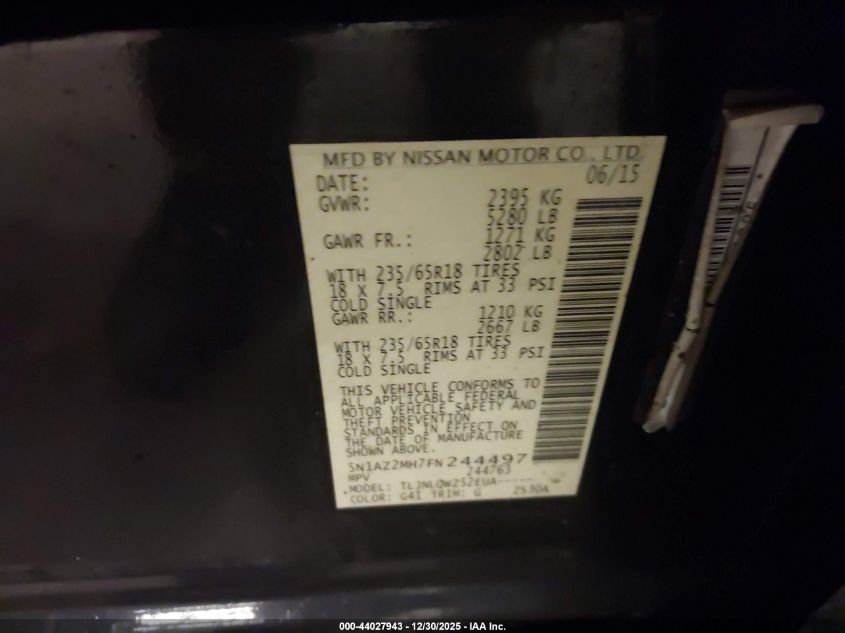 MFD BY NISSAN MOTOR CO., LTD.
DATE: 06/15
GVWR: 2395 KG
5280 LB
GAWR FR.: 1271 KG
2802 LB
WITH 235/65R18 TIRES
18 X 7.5 RIMS AT 33 PSI
COLD SINGLE
GAWR RR.: 1210 KG
2667 LB
WITH 235/65R18 TIRES
18 X 7.5 RIMS AT 33 PSI
COLD SINGLE
THIS VEHICLE CONFORMS TO
ALL APPLICABLE FEDERAL
MOTOR VEHICLE SAFETY AND
THEFT PREVENTION
STANDARDS IN EFFECT ON
THE DATE OF MANUFACTURE
SHOWN ABOVE.
5N1AZ2MH7FN244497
MPV 244763
MODEL: TLJNLQWZ52EUA-----
COLOR: G41 TRIM: G ZS30A
000-44027943 - 12/30/2025 - IAA Inc.